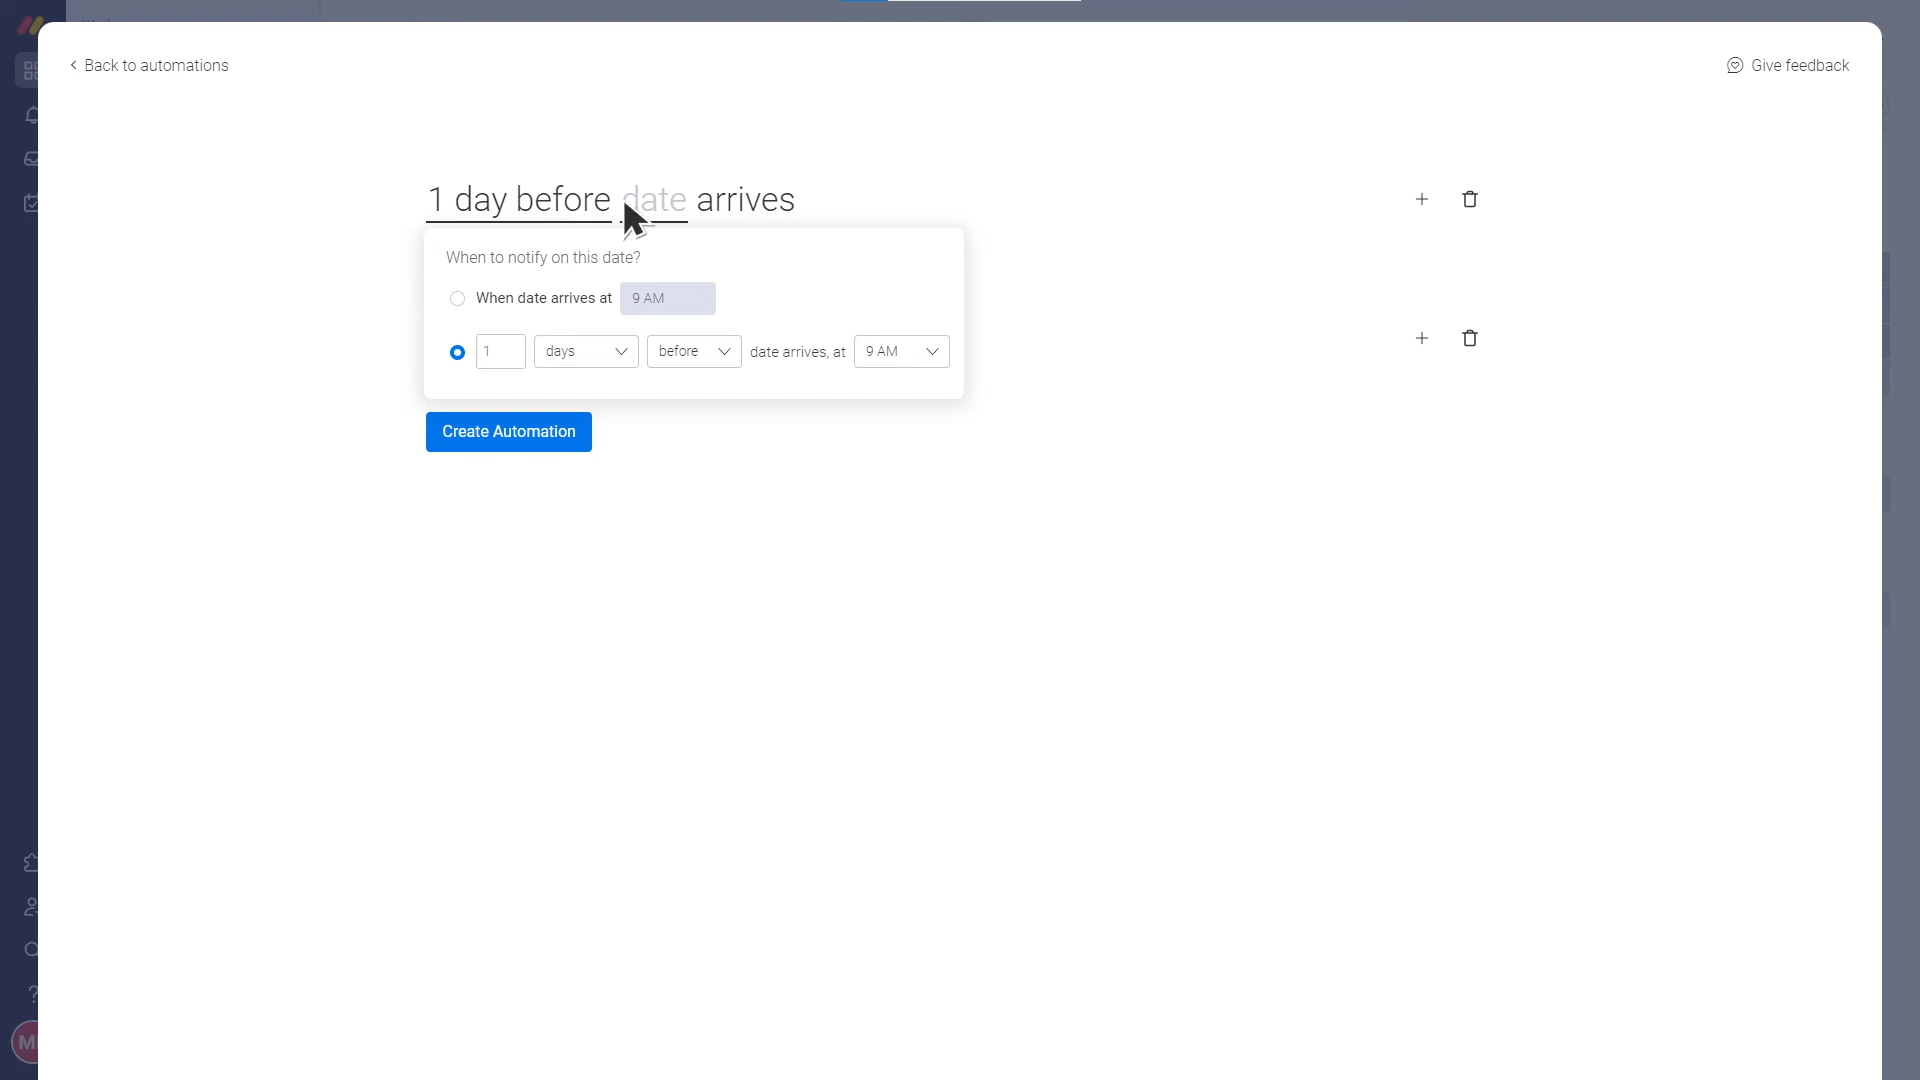 Back to automations
Give feedback
1 day before date arrives
When to notify on this date?
When date arrives at 9 AM
1 days before date arrives, at 9 AM
Create Automation
?